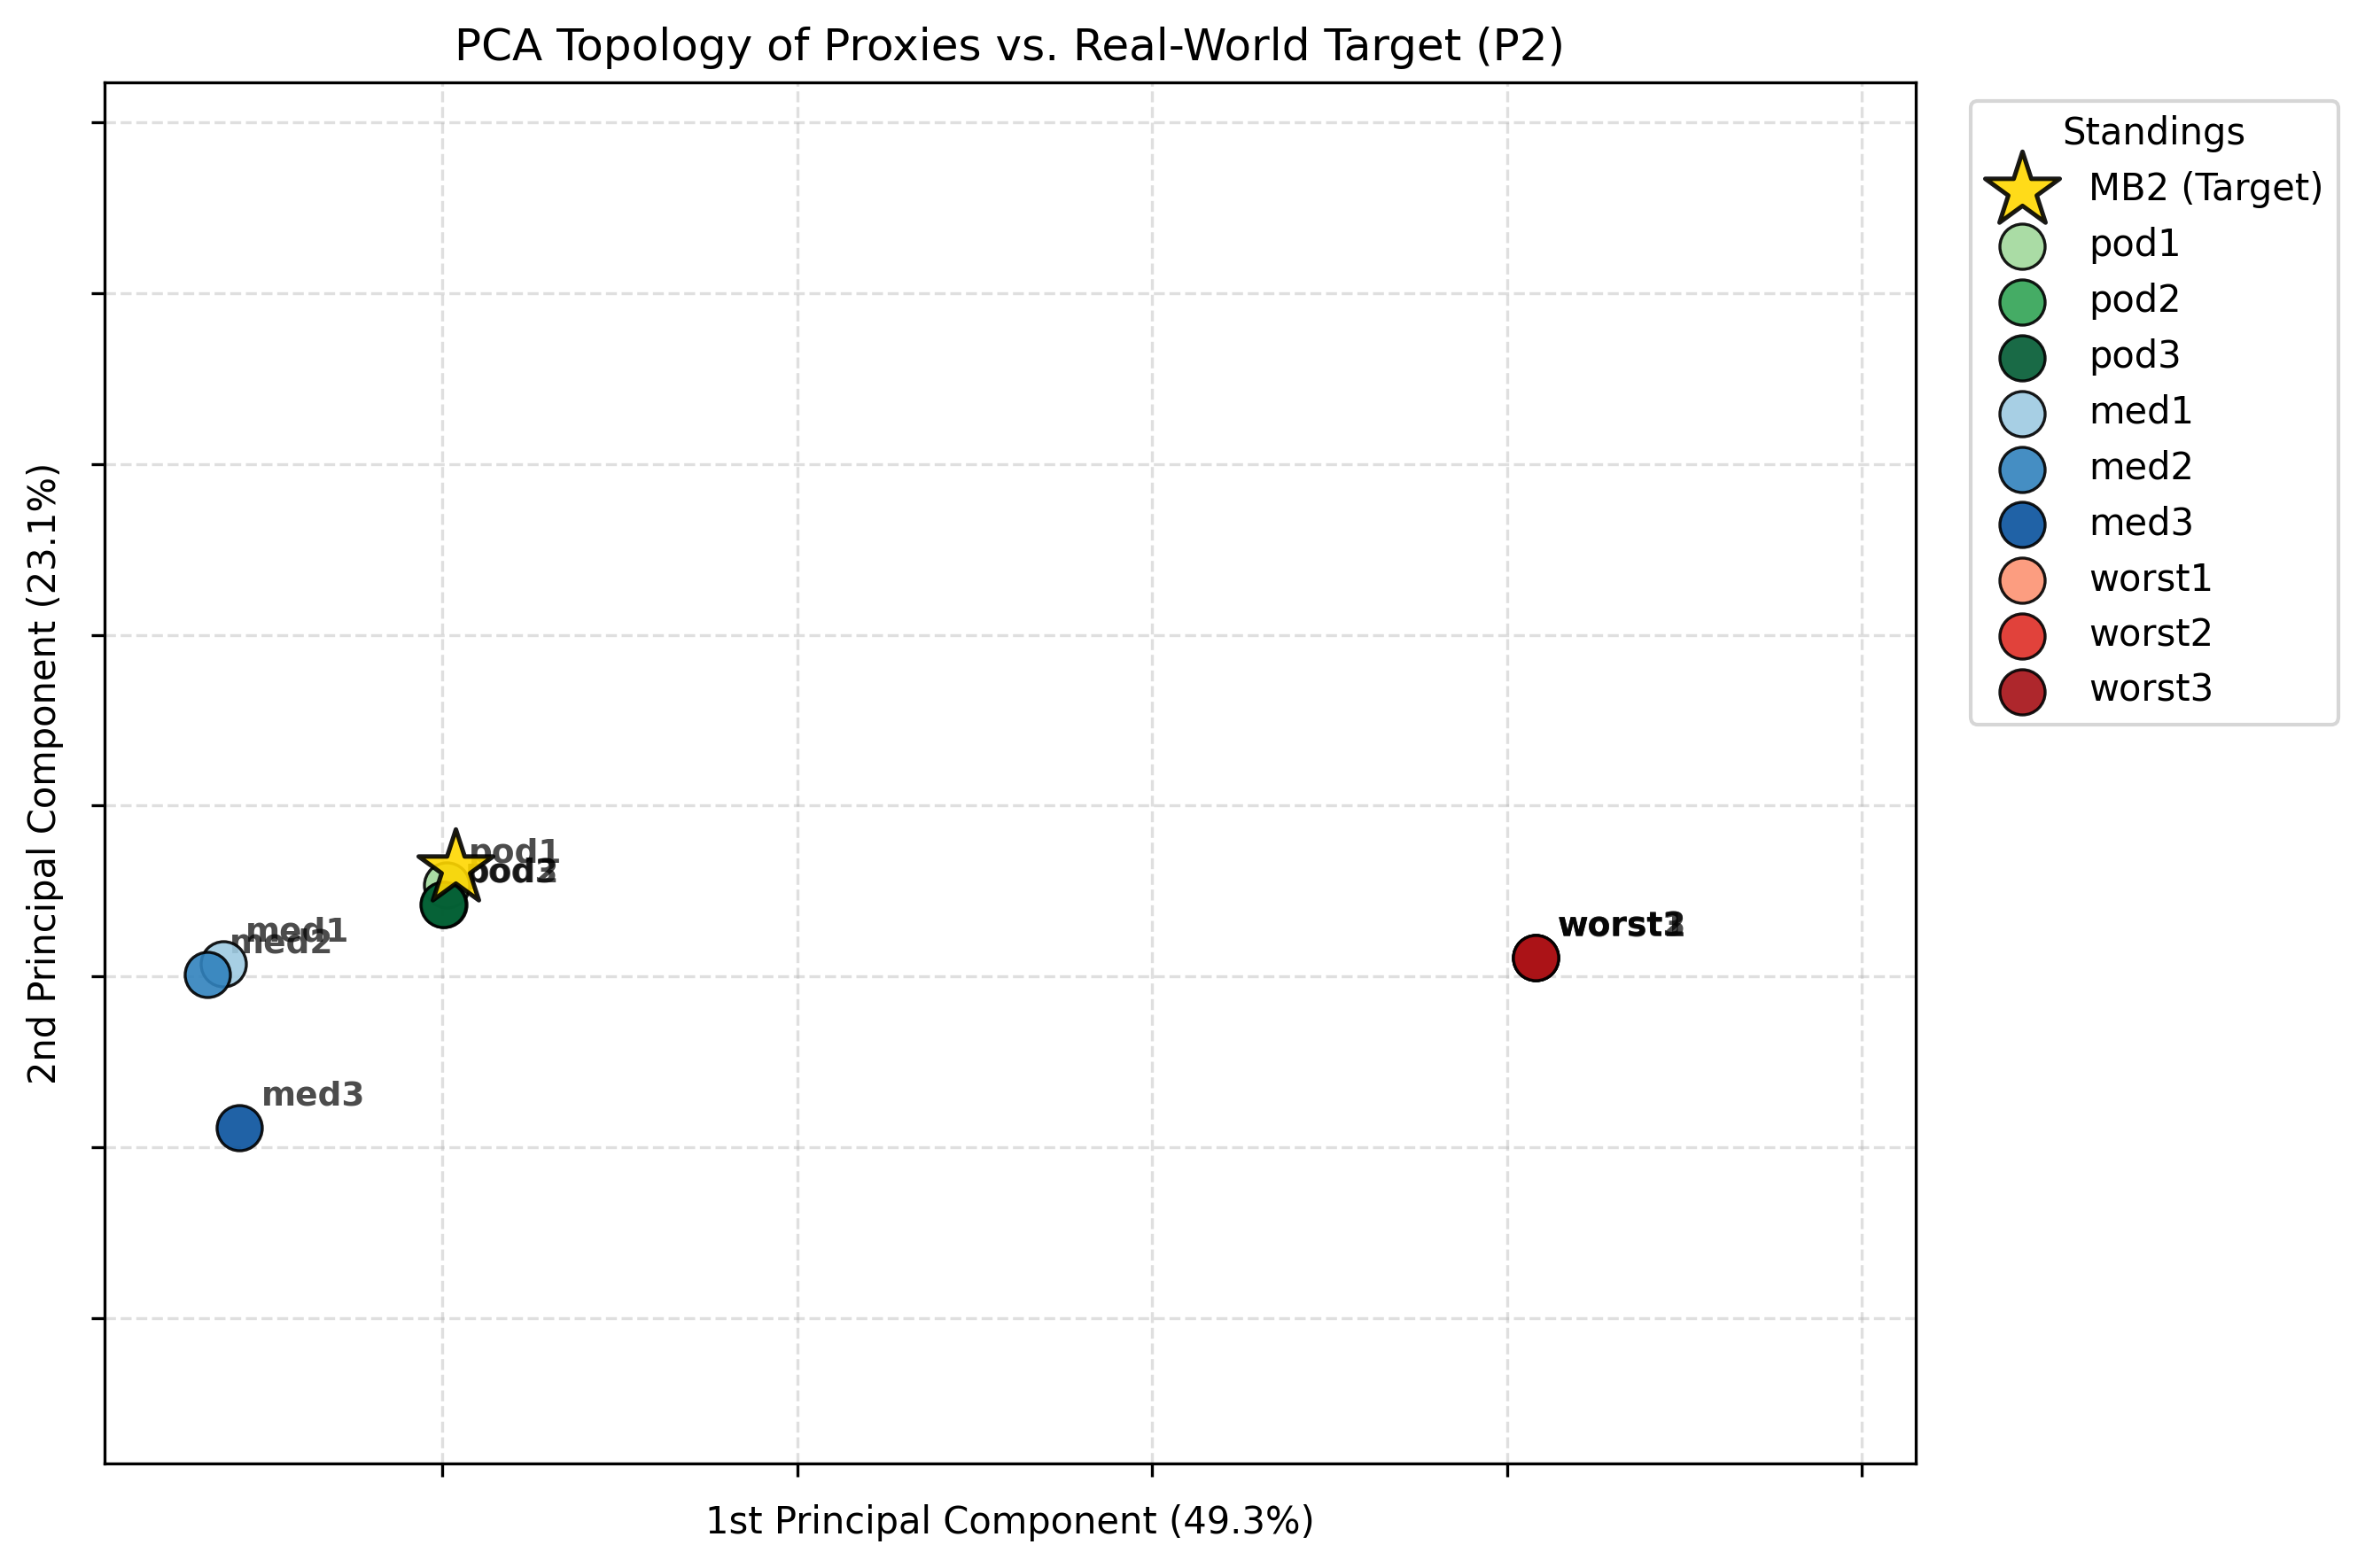 PCA Topology of Proxies vs. Real-World Target (P2)
2nd Principal Component (23.1%)
1st Principal Component (49.3%)
Standings
MB2 (Target)
pod1
pod2
pod3
med1
med2
med3
worst1
worst2
worst3
pod1
med1
med2
med3